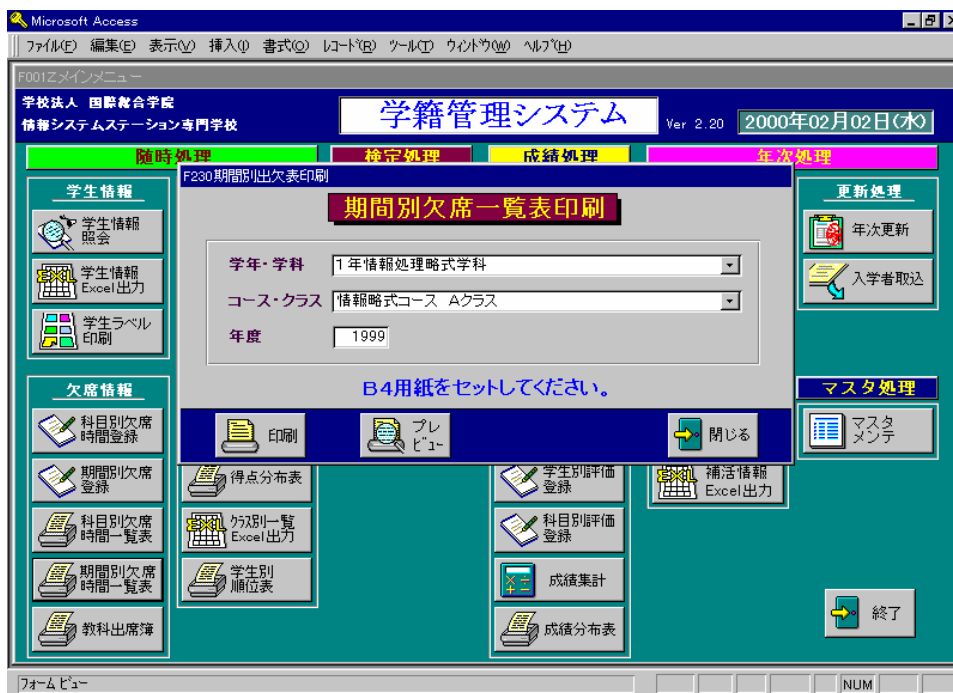 Microsoft Access
ファイル(F) 編集(E) 表示(V) 挿入(I) 書式(O) レコード(R) ツール(T) ウィンドウ(W) ヘルプ(H)
F001Zメインメニュー
学校法人 国際総合学院
情報システムステーション専門学校
学籍管理システム
Ver 2.20
2000年02月02日(水)
随時処理
検定処理
成績処理
年次処理
F230期間別出欠表印刷
期間別欠席一覧表印刷
学年・学科 1年情報処理略式学科
コース・クラス 情報略式コース Aクラス
年度 1999
B4用紙をセットしてください。
印刷
プレ
ビュー
閉じる
学生情報
学生情報
照会
学生情報
Excel出力
学生ラベル
印刷
欠席情報
科目別欠席
時間登録
期間別欠席
登録
科目別欠席
時間一覧表
期間別欠席
時間一覧表
教科出席簿
得点分布表
クラス別一覧
Excel出力
学生別
順位表
学生別評価
登録
科目別評価
登録
成績集計
成績分布表
補活情報
Excel出力
更新処理
年次更新
入学者取込
マスタ処理
マスタ
メンテ
終了
フォーム ビュー
NUM